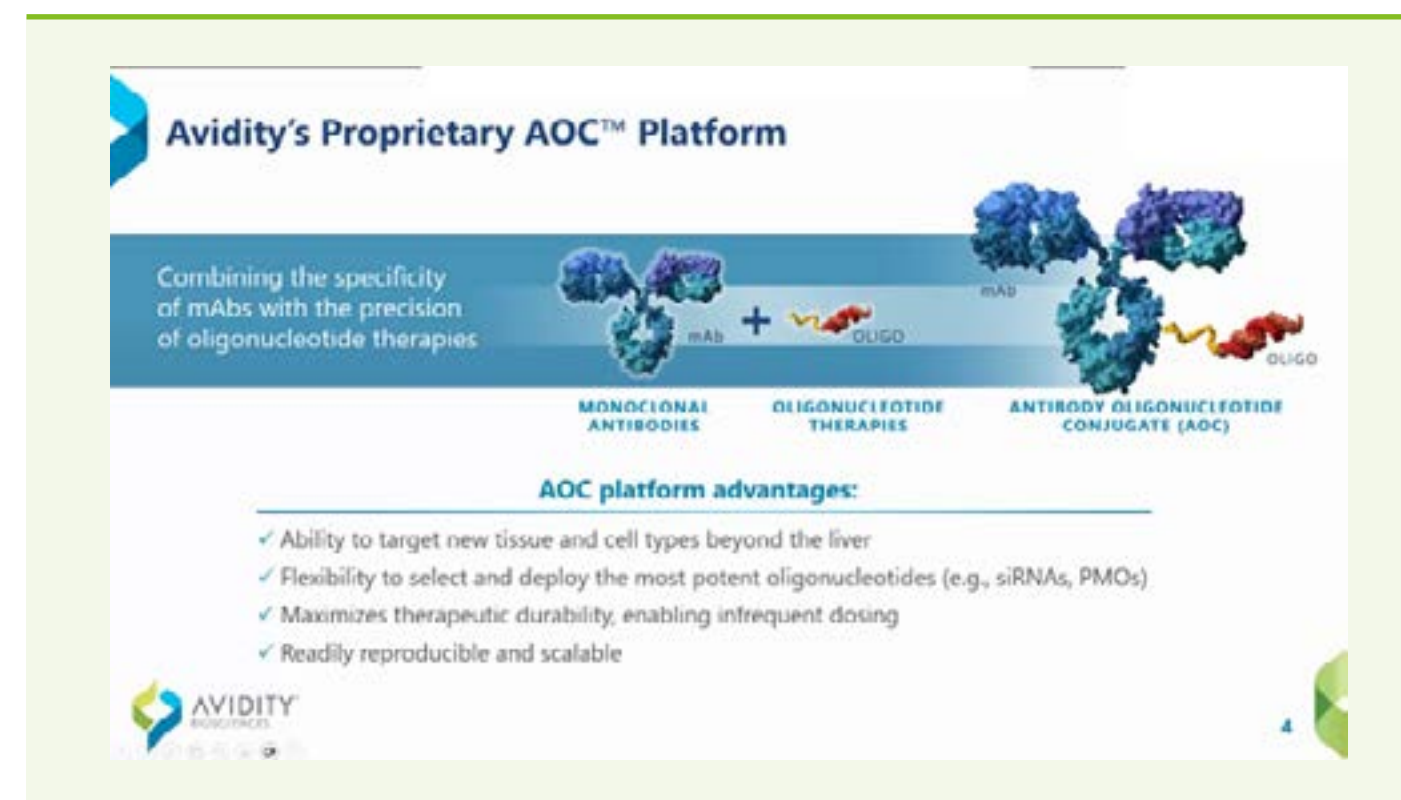 Avidity's Proprietary AOC™ Platform
Combining the specificity
of mAbs with the precision
of oligonucleotide therapies
mAb
+
OLIGO
mAb
OLIGO
MONOCLONAL
ANTIBODIES
OLIGONUCLEOTIDE
THERAPIES
ANTIBODY OLIGONUCLEOTIDE
CONJUGATE (AOC)
AOC platform advantages:
✓ Ability to target new tissue and cell types beyond the liver
✓ Flexibility to select and deploy the most potent oligonucleotides (e.g., siRNAs, PMOs)
✓ Maximizes therapeutic durability, enabling infrequent dosing
✓ Readily reproducible and scalable
AVIDITY
BIOSCIENCES
4